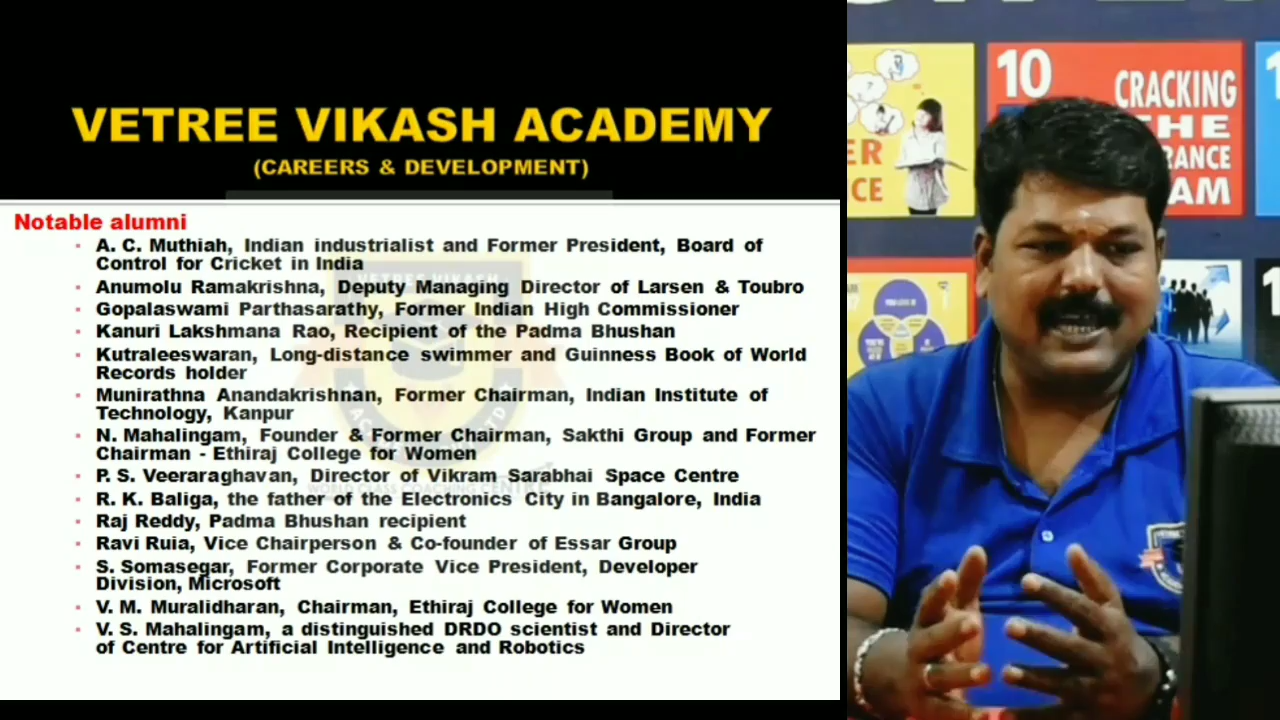 VETREE VIKASH ACADEMY
(CAREERS & DEVELOPMENT)
Notable alumni
A. C. Muthiah, Indian industrialist and Former President, Board of
Control for Cricket in India
Anumolu Ramakrishna, Deputy Managing Director of Larsen & Toubro
Gopalaswami Parthasarathy, Former Indian High Commissioner
Kanuri Lakshmana Rao, Recipient of the Padma Bhushan
Kutraleeswaran, Long-distance swimmer and Guinness Book of World
Records holder
Munirathna Anandakrishnan, Former Chairman, Indian Institute of
Technology, Kanpur
N. Mahalingam, Founder & Former Chairman, Sakthi Group and Former
Chairman - Ethiraj College for Women
P. S. Veeraraghavan, Director of Vikram Sarabhai Space Centre
R. K. Baliga, the father of the Electronics City in Bangalore, India
Raj Reddy, Padma Bhushan recipient
Ravi Ruia, Vice Chairperson & Co-founder of Essar Group
S. Somasegar, Former Corporate Vice President, Developer
Division, Microsoft
V. M. Muralidharan, Chairman, Ethiraj College for Women
V. S. Mahalingam, a distinguished DRDO scientist and Director
of Centre for Artificial Intelligence and Robotics
VETREE VIKASH
WORLD CLASS COACHING CENTRE
10
CRACKING
THE